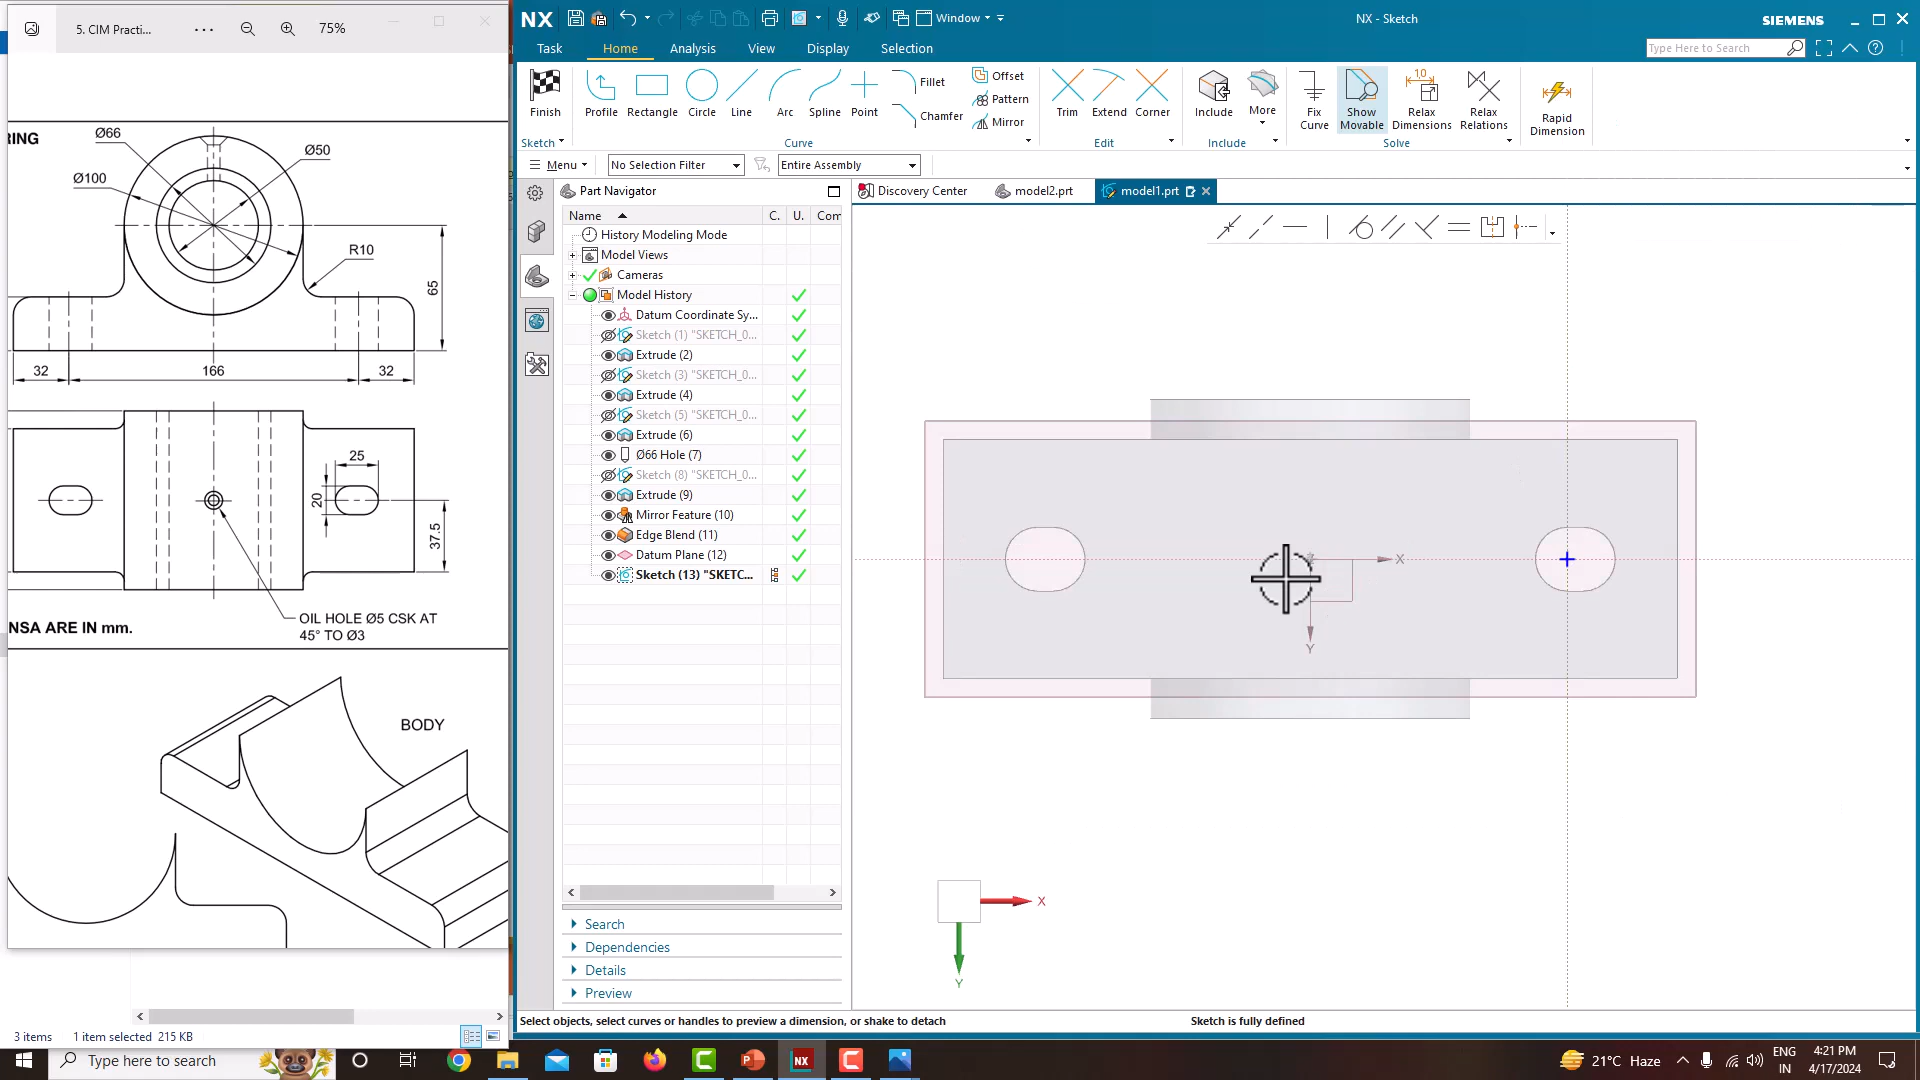 5. CIM Practi...
75%
RING
Ø66
Ø50
Ø100
R10
65
32
166
32
25
20
37.5
OIL HOLE Ø5 CSK AT
45° TO Ø3
NSA ARE IN mm.
BODY
3 items
1 item selected 215 KB
NX
Window
NX - Sketch
SIEMENS
Task
Home
Analysis
View
Display
Selection
Type Here to Search
Finish
Profile
Rectangle
Circle
Line
Arc
Spline
Point
Fillet
Chamfer
Offset
Pattern
Mirror
Trim
Extend
Corner
Include
More
Fix
Curve
Show
Movable
1,0
Relax
Dimensions
Relax
Relations
Rapid
Dimension
Sketch
Curve
Edit
Include
Solve
Menu
No Selection Filter
Entire Assembly
Part Navigator
Discovery Center
model2.prt
model1.prt
Name
C.
U.
Com
History Modeling Mode
Model Views
Cameras
Model History
Datum Coordinate Sy...
Sketch (1) "SKETCH_0...
Extrude (2)
Sketch (3) "SKETCH_0...
Extrude (4)
Sketch (5) "SKETCH_0...
Extrude (6)
Ø66 Hole (7)
Sketch (8) "SKETCH_0...
Extrude (9)
Mirror Feature (10)
Edge Blend (11)
Datum Plane (12)
Sketch (13) "SKETC...
Search
Dependencies
Details
Preview
X
Y
X
Y
Select objects, select curves or handles to preview a dimension, or shake to detach
Sketch is fully defined
Type here to search
NX
21°C Haze
ENG
IN
4:21 PM
4/17/2024